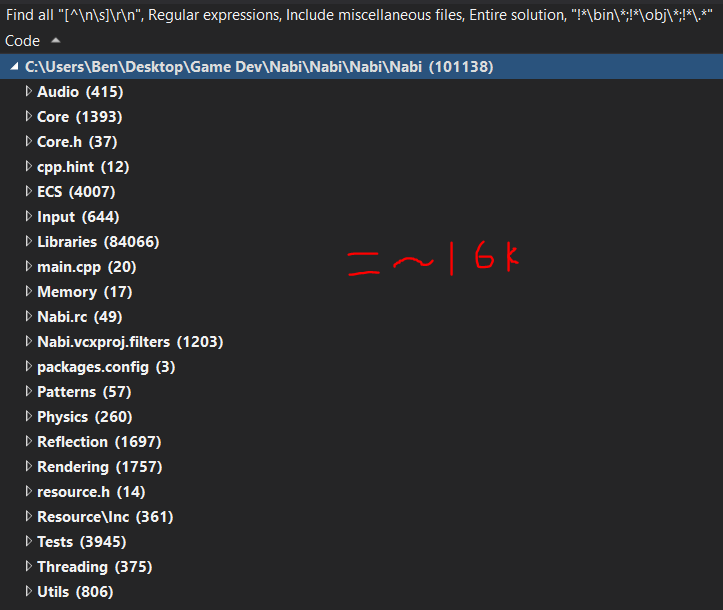 Find all "[^\n\s]\r\n", Regular expressions, Include miscellaneous files, Entire solution, "!*\bin\*;!*\obj\*;!*\.*"
Code
C:\Users\Ben\Desktop\Game Dev\Nabi\Nabi\Nabi\Nabi (101138)
Audio (415)
Core (1393)
Core.h (37)
cpp.hint (12)
ECS (4007)
Input (644)
Libraries (84066)
= ~16k
main.cpp (20)
Memory (17)
Nabi.rc (49)
Nabi.vcxproj.filters (1203)
packages.config (3)
Patterns (57)
Physics (260)
Reflection (1697)
Rendering (1757)
resource.h (14)
Resource\Inc (361)
Tests (3945)
Threading (375)
Utils (806)